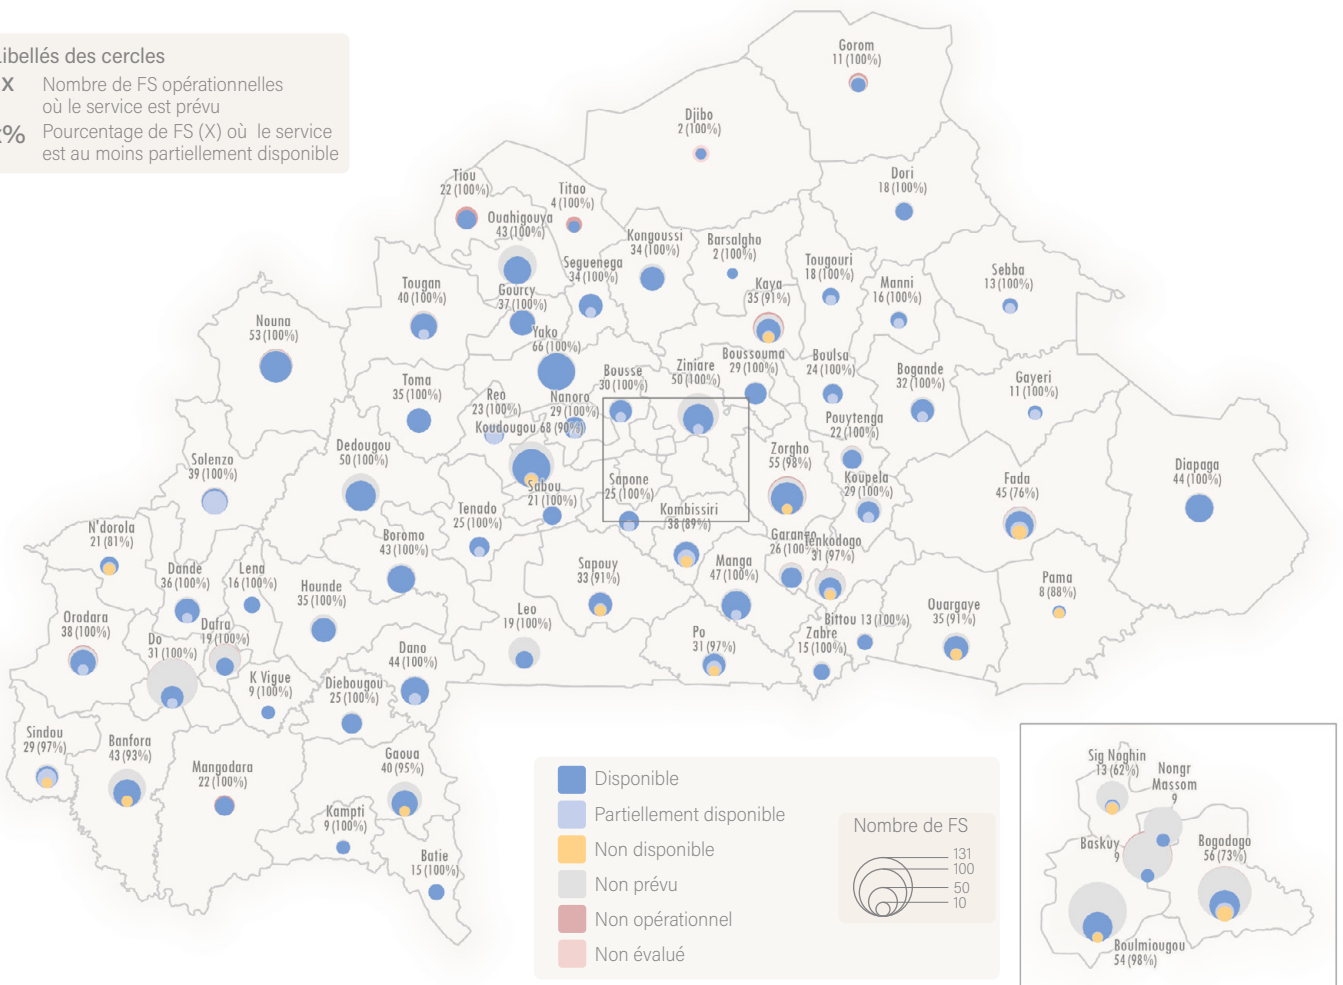 Libellés des cercles
X Nombre de FS opérationnelles
où le service est prévu
% Pourcentage de FS (X) où le service
est au moins partiellement disponible
Gorom
11 (100%)
Djibo
2 (100%)
Dori
18 (100%)
Tiou
22 (100%)
Titao
4 (100%)
Ouahigouya
43 (100%)
Kongoussi
34 (100%)
Barsalgho
2 (100%)
Tougouri
18 (100%)
Seguenega
34 (100%)
Sebba
13 (100%)
Kaya
35 (91%)
Manni
16 (100%)
Tougan
40 (100%)
Gourcy
37 (100%)
Nouna
53 (100%)
Yako
66 (100%)
Ziniare
50 (100%)
Boussouma
29 (100%)
Boulsa
24 (100%)
Bogande
32 (100%)
Gayeri
11 (100%)
Toma
35 (100%)
Reo
23 (100%)
Nanoro
29 (100%)
Bousse
30 (100%)
Koudougou 68 (90%)
Pouytenga
22 (100%)
Dedougou
50 (100%)
Zorgho
55 (98%)
Solenzo
39 (100%)
Koupela
29 (100%)
Fada
45 (76%)
Diapaga
44 (100%)
Sabou
21 (100%)
Sapone
25 (100%)
Tenado
25 (100%)
Kombissiri
38 (89%)
N'dorola
21 (81%)
Boromo
43 (100%)
Garango
26 (100%)
Tenkodogo
31 (97%)
Dande
36 (100%)
Lena
16 (100%)
Hounde
35 (100%)
Sapouy
33 (91%)
Manga
47 (100%)
Pama
8 (88%)
Orodara
38 (100%)
Do
31 (100%)
Dafra
19 (100%)
Leo
19 (100%)
Ouargaye
35 (91%)
Bittou 13 (100%)
Po
31 (97%)
Zabre
15 (100%)
Dano
44 (100%)
K Vigue
9 (100%)
Diebougou
25 (100%)
Sindou
29 (97%)
Banfora
43 (93%)
Mangodara
22 (100%)
Gaoua
40 (95%)
Kampti
9 (100%)
Batie
15 (100%)
Disponible
Partiellement disponible
Non disponible
Non prévu
Non opérationnel
Non évalué
Nombre de FS
131
100
50
10
Sig Noghin
13 (62%)
Nongr
Massom
9
Baskuy
9
Bogodogo
56 (73%)
Boulmiougou
54 (98%)